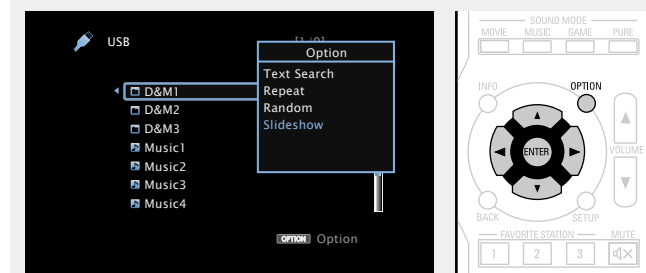 USB
[1/9]
Option
Text Search
Repeat
Random
Slideshow
D&M1
D&M2
D&M3
Music1
Music2
Music3
Music4
OPTION Option
SOUND MODE
MOVIE MUSIC GAME PURE
INFO OPTION
ENTER
VOLUME
BACK SETUP
FAVORITE STATION MUTE
1 2 3